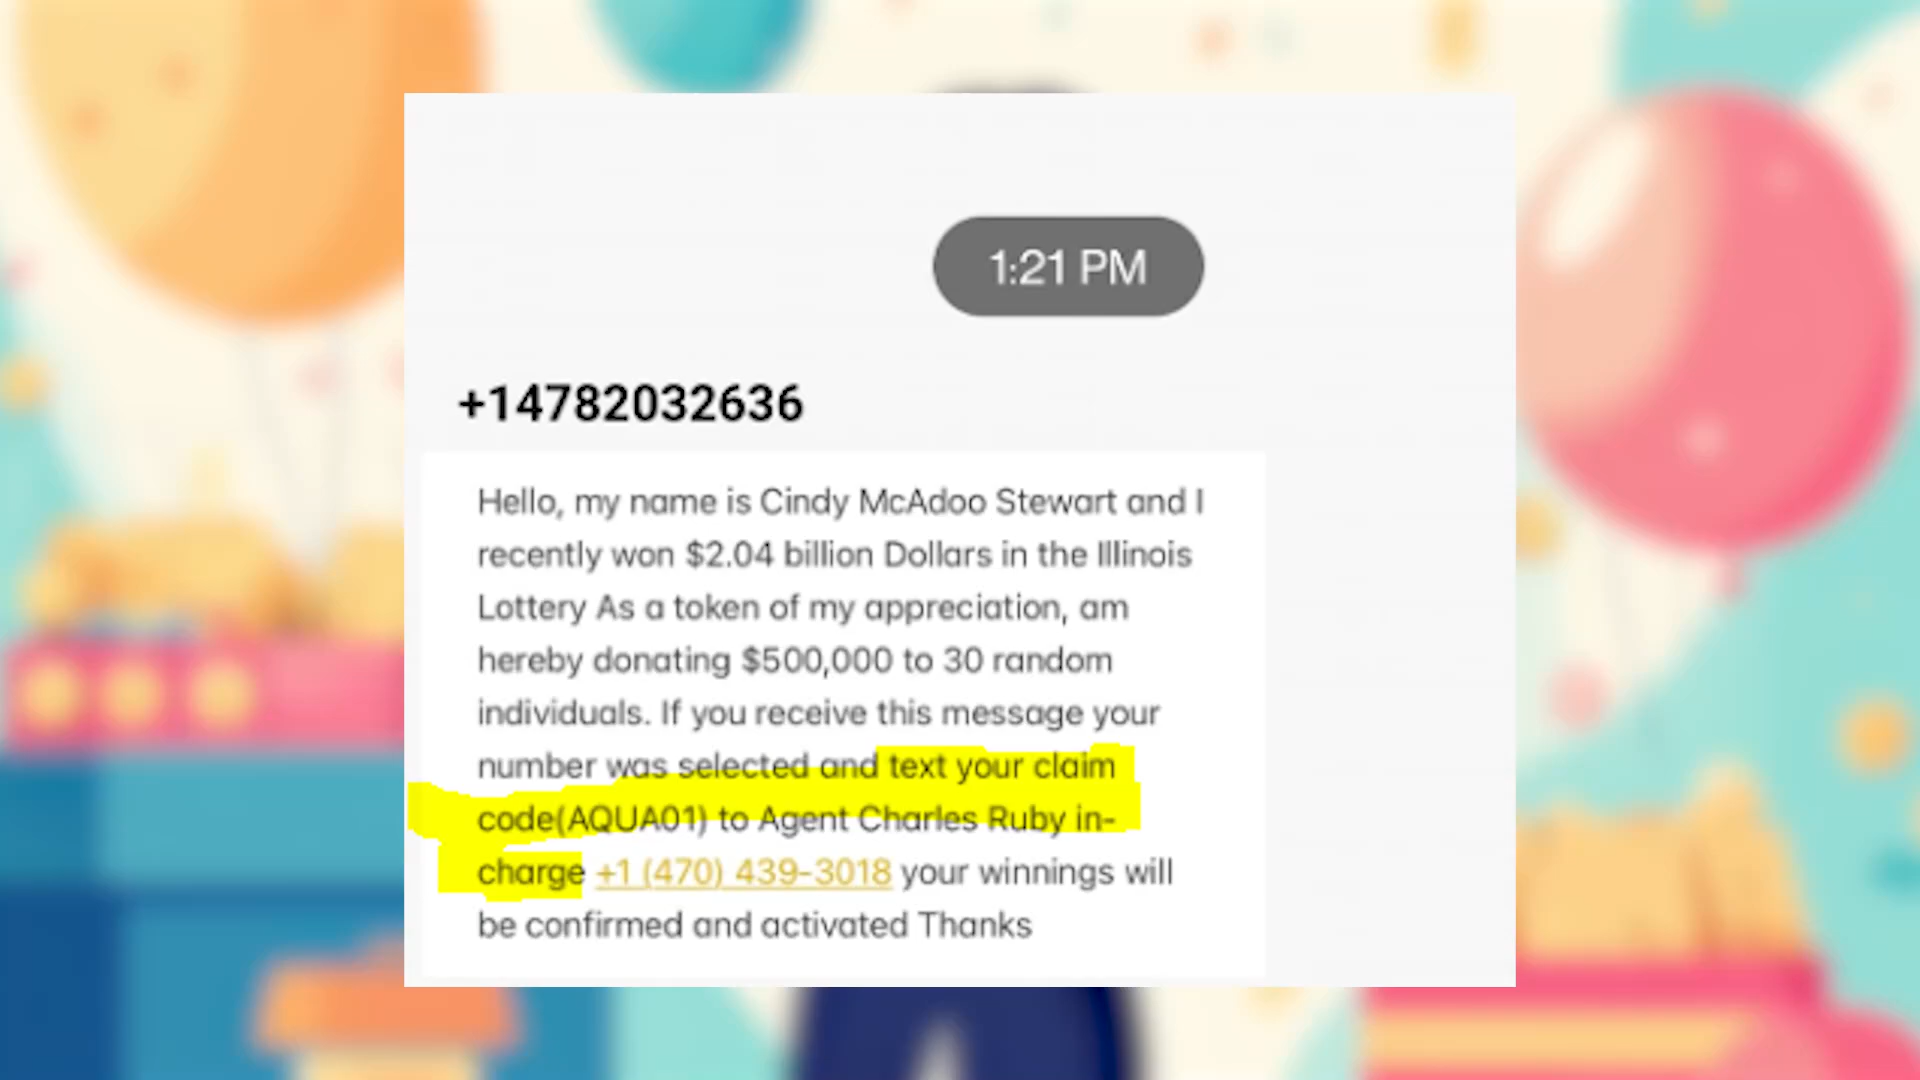 1:21 PM
+14782032636
Hello, my name is Cindy McAdoo Stewart and I
recently won $2.04 billion Dollars in the Illinois
Lottery As a token of my appreciation, am
hereby donating $500,000 to 30 random
individuals. If you receive this message your
number was selected and text your claim
code(AQUA01) to Agent Charles Ruby in-
charge +1 (470) 439-3018 your winnings will
be confirmed and activated Thanks